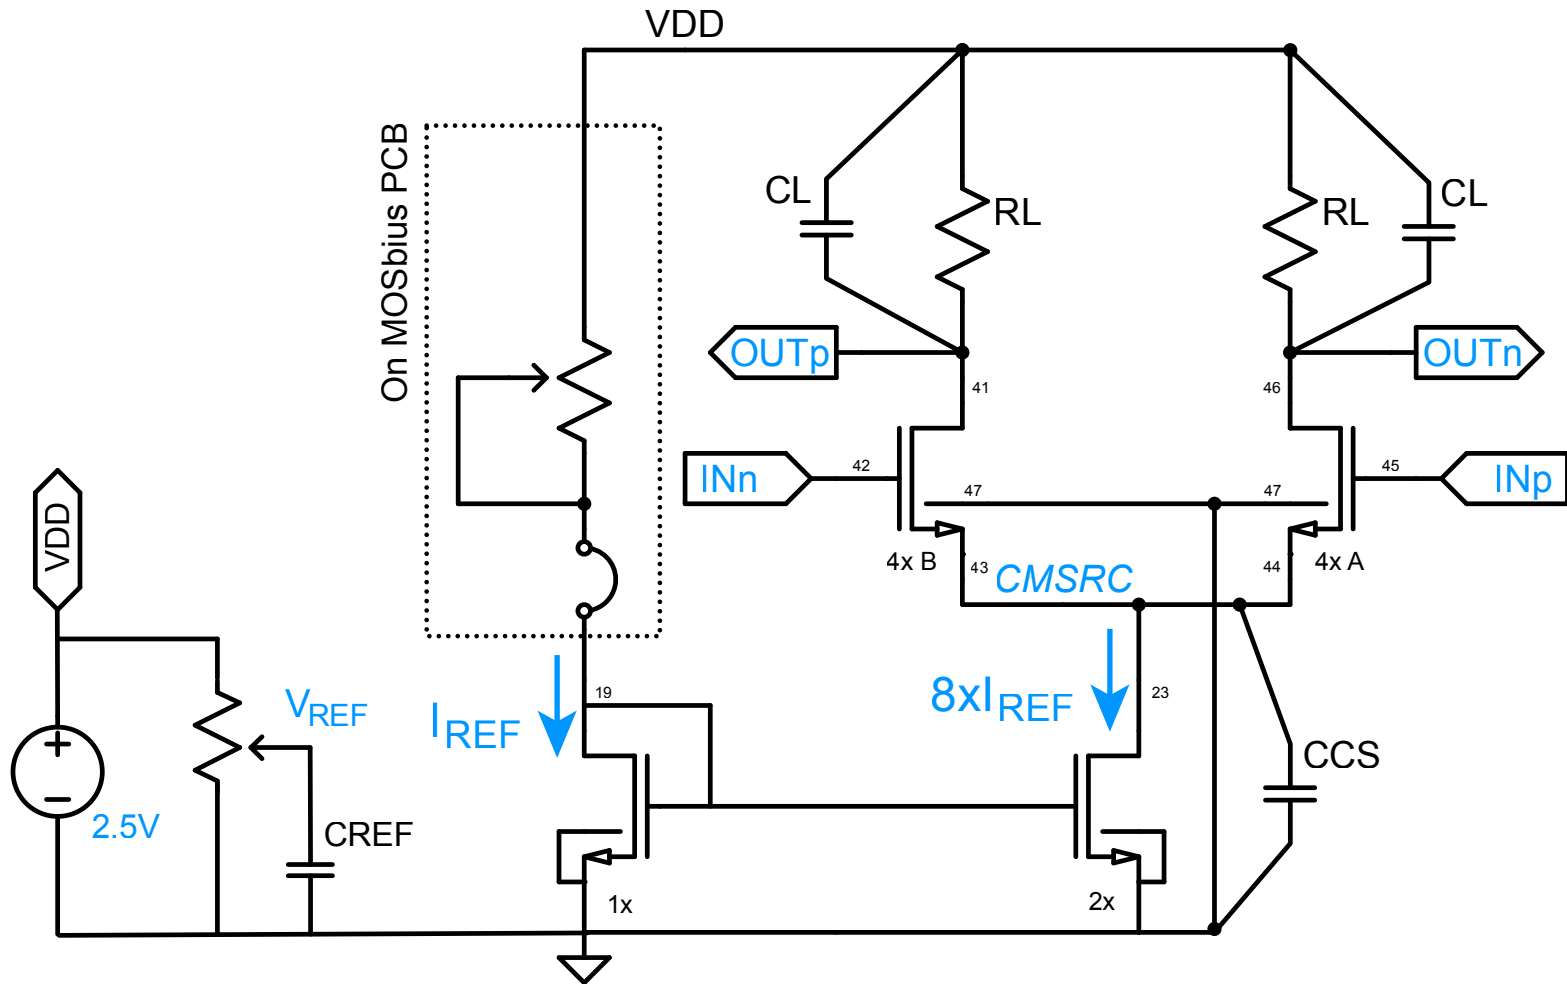 VDD
On MOSbius PCB
CL
RL
RL
CL
OUTp
OUTn
41
46
INn
42
47
47
45
INp
4x B
43
CMSRC
44
4x A
VDD
VREF
IREF
19
8xIREF
23
2.5V
CREF
CCS
1x
2x